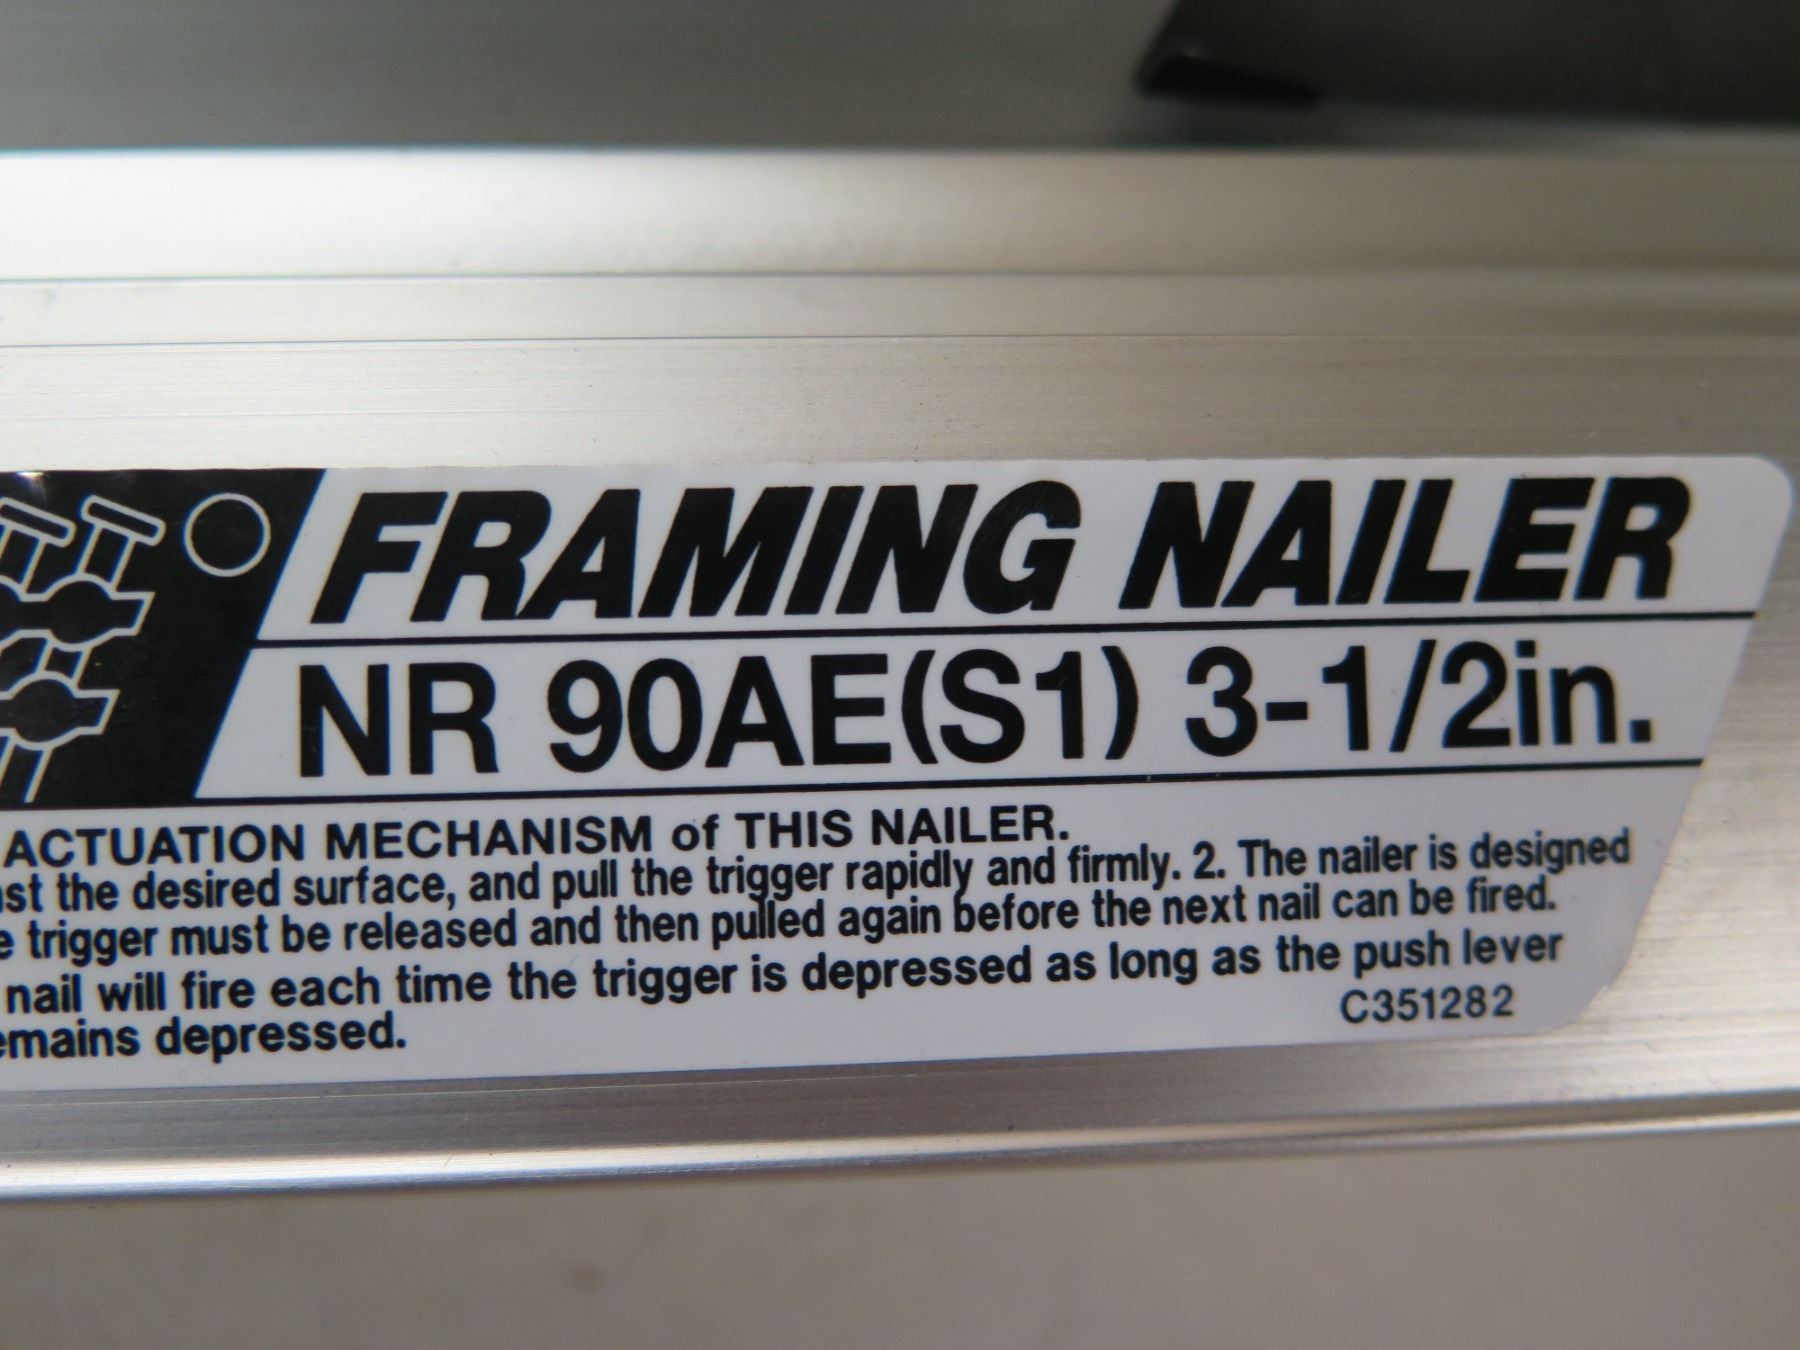 FRAMING NAILER
NR 90AE(S1) 3-1/2in.
ACTUATION MECHANISM of THIS NAILER.
the desired surface, and pull the trigger rapidly and firmly. 2. The nailer is designed
trigger must be released and then pulled again before the next nail can be fired.
nail will fire each time the trigger is depressed as long as the push lever
depressed.
C351282